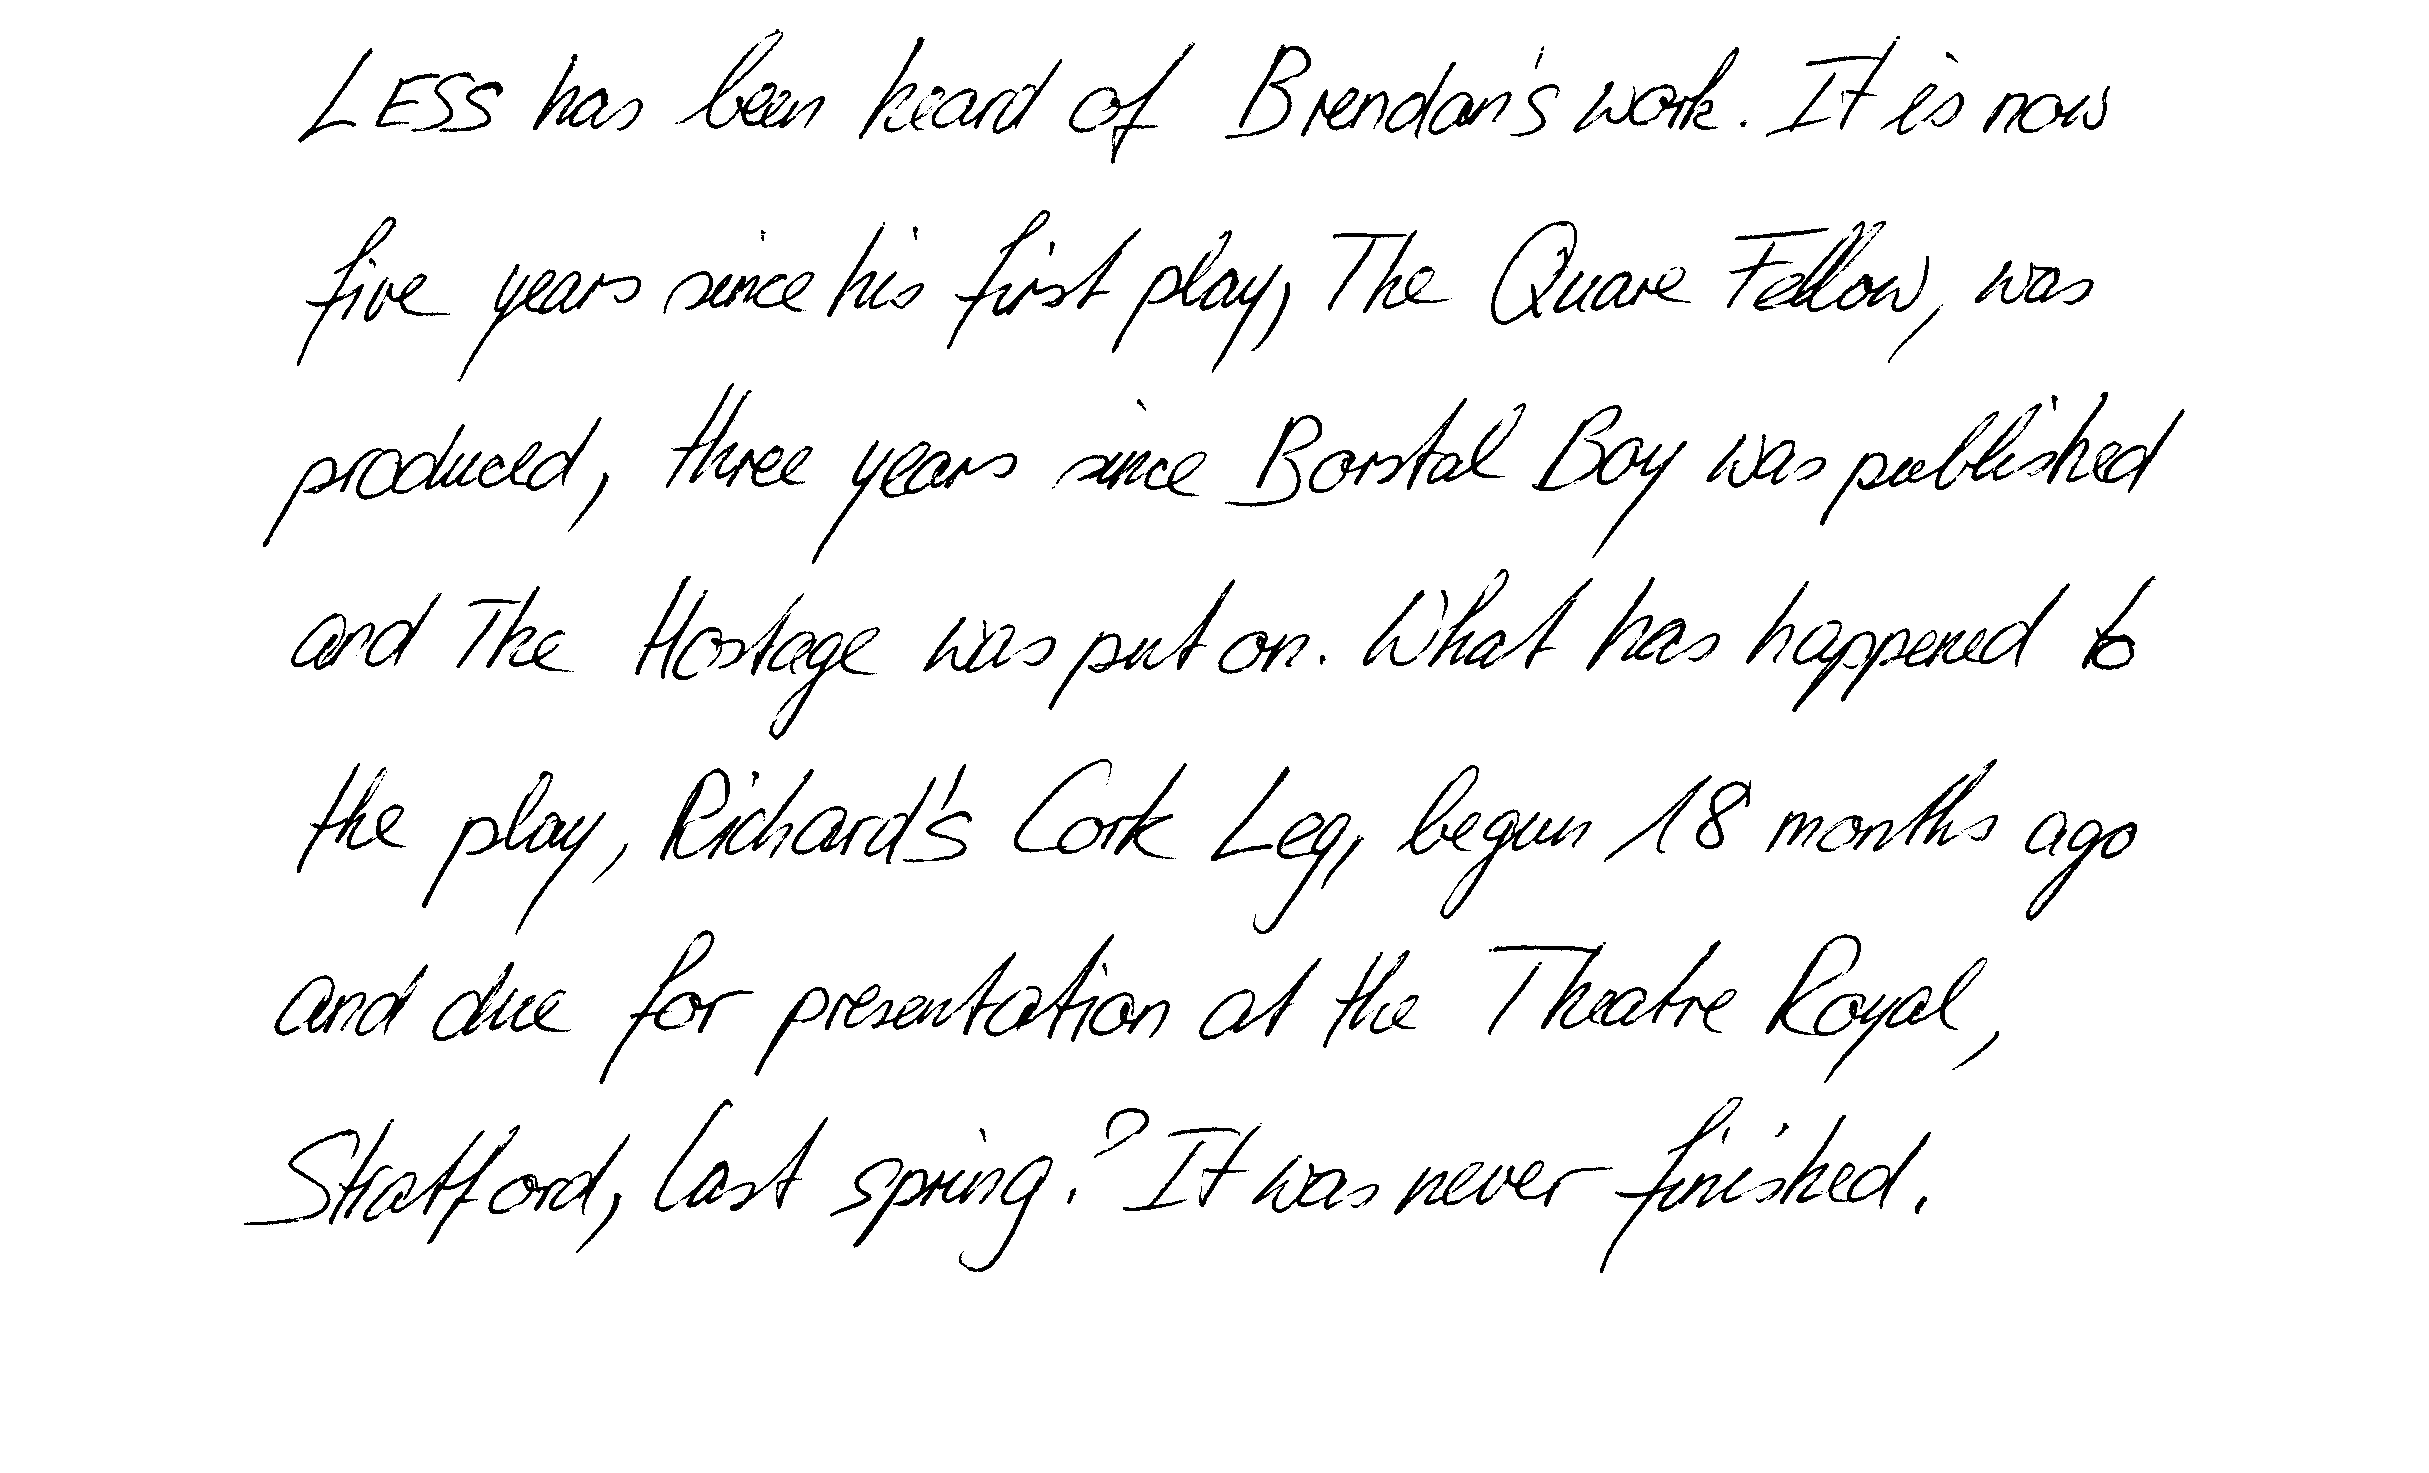 LESS has been heard of Brendan's work. It is now
five years since his first play, The Quare Fellow, was
produced, three years since Borstal Boy was published
and The Hostage was put on. What has happened to
the play, Richard's Cork Leg, begun 18 months ago
and due for presentation at the Theatre Royal,
Stratford, last spring? It was never finished.